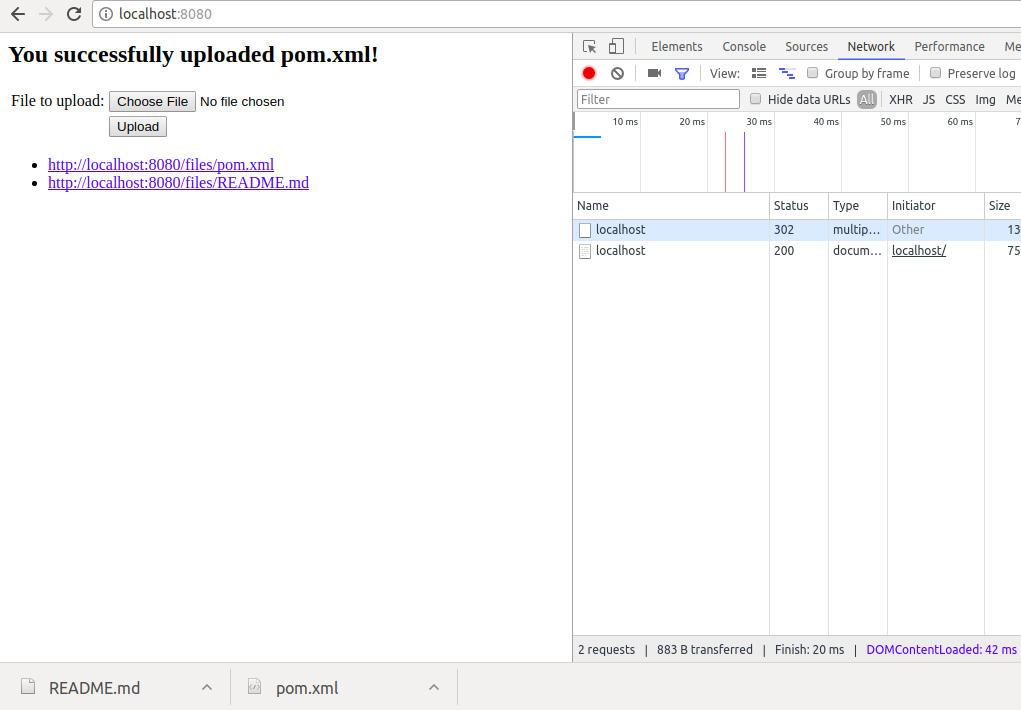 localhost:8080
You successfully uploaded pom.xml!
File to upload: Choose File No file chosen
Upload
http://localhost:8080/files/pom.xml
http://localhost:8080/files/README.md
Elements Console Sources Network Performance Me
View: Group by frame Preserve log
Filter Hide data URLs All XHR JS CSS Img Me
10 ms 20 ms 30 ms 40 ms 50 ms 60 ms 7
Name Status Type Initiator Size
localhost 302 multip... Other 13
localhost 200 docum... localhost/ 75
2 requests | 883 B transferred | Finish: 20 ms | DOMContentLoaded: 42 ms
README.md pom.xml